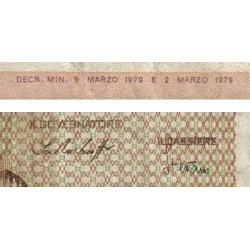 DECR. MIN. 9 MARZO 1979 E 2 MARZO 1979
IL GOVERNATORE
IL CASSIERE